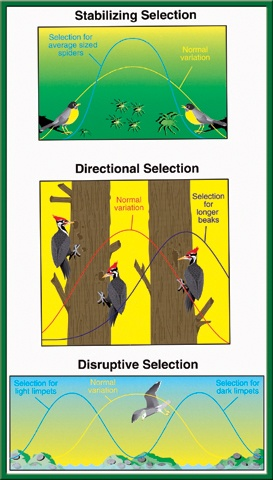 Stabilizing Selection
Selection for
average sized
spiders
Normal
variation
Directional Selection
Normal
variation
Selection
for
longer
beaks
Disruptive Selection
Selection for
light limpets
Normal
variation
Selection for
dark limpets